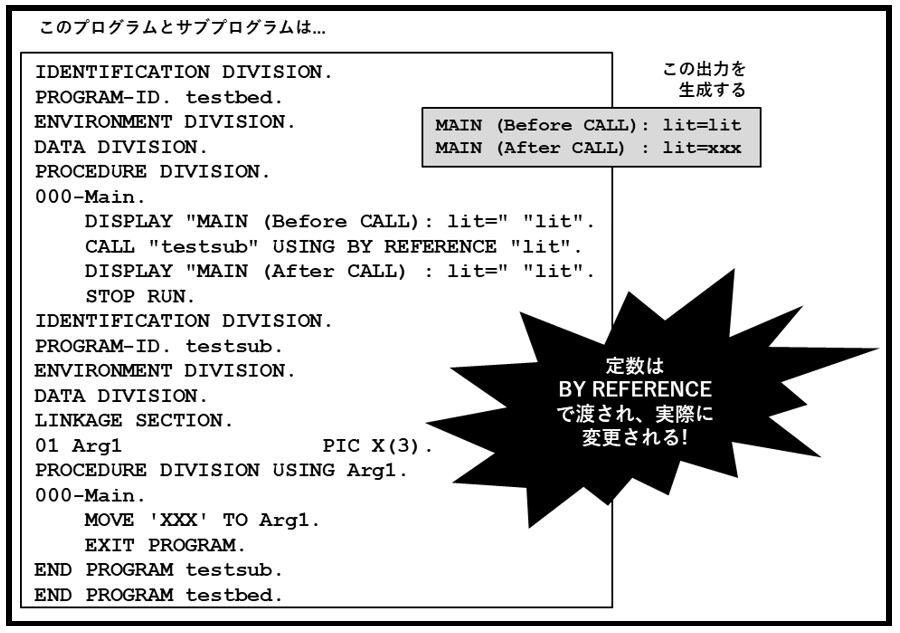 このプログラムとサブプログラムは...
IDENTIFICATION DIVISION.
PROGRAM-ID. testbed.
ENVIRONMENT DIVISION.
DATA DIVISION.
PROCEDURE DIVISION.
000-Main.
    DISPLAY "MAIN (Before CALL): lit=" "lit".
    CALL "testsub" USING BY REFERENCE "lit".
    DISPLAY "MAIN (After CALL) : lit=" "lit".
    STOP RUN.
IDENTIFICATION DIVISION.
PROGRAM-ID. testsub.
ENVIRONMENT DIVISION.
DATA DIVISION.
LINKAGE SECTION.
01 Arg1                PIC X(3).
PROCEDURE DIVISION USING Arg1.
000-Main.
    MOVE 'XXX' TO Arg1.
    EXIT PROGRAM.
END PROGRAM testsub.
END PROGRAM testbed.
この出力を
生成する
MAIN (Before CALL): lit=lit
MAIN (After CALL) : lit=xxx
定数は
BY REFERENCE
で渡され、実際に
変更される!